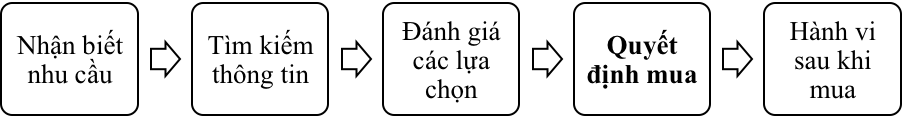 Nhận biết
nhu cầu
Tìm kiếm
thông tin
Đánh giá
các lựa
chọn
Quyết
định mua
Hành vi
sau khi
mua